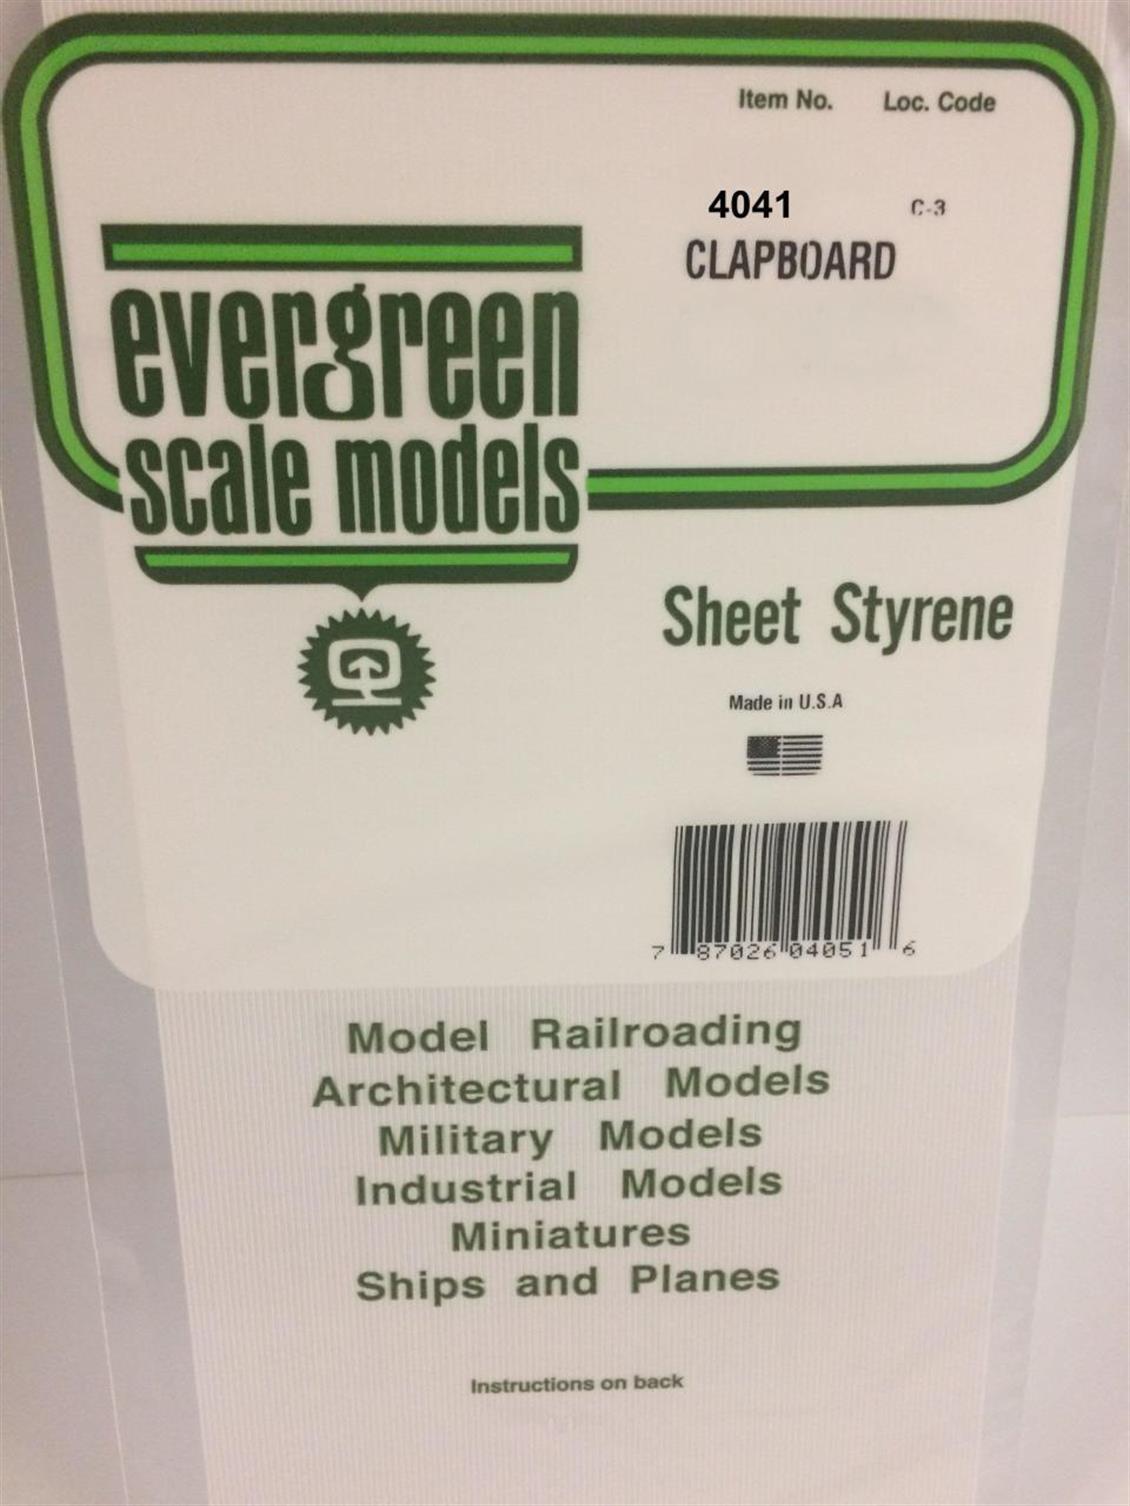 Item No. Loc. Code
4041 C-3
CLAPBOARD
evergreen
scale models
Sheet Styrene
Made in U.S.A
7 87026 04051 6
Model Railroading
Architectural Models
Military Models
Industrial Models
Miniatures
Ships and Planes
Instructions on back